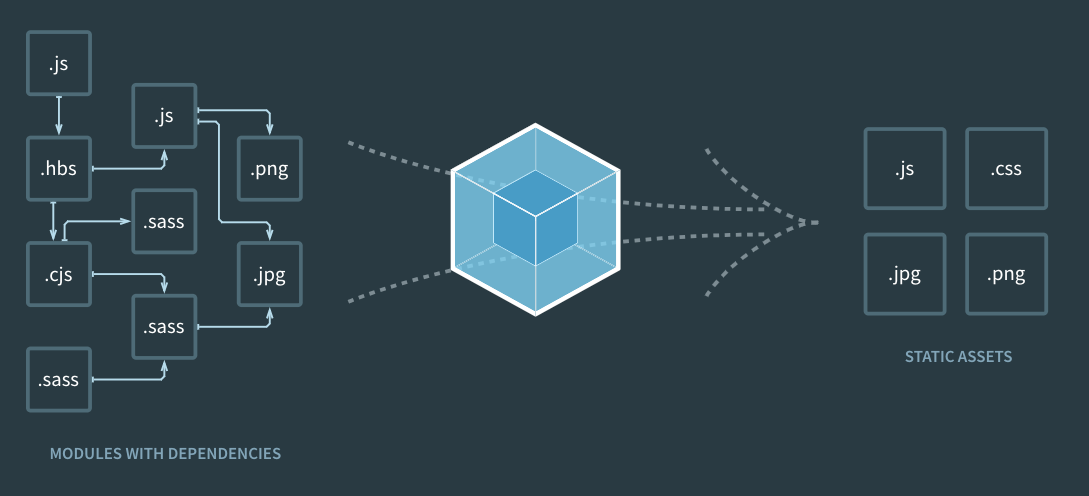 .js
.js
.hbs
.png
.sass
.cjs
.jpg
.sass
.sass
MODULES WITH DEPENDENCIES
.js
.css
.jpg
.png
STATIC ASSETS